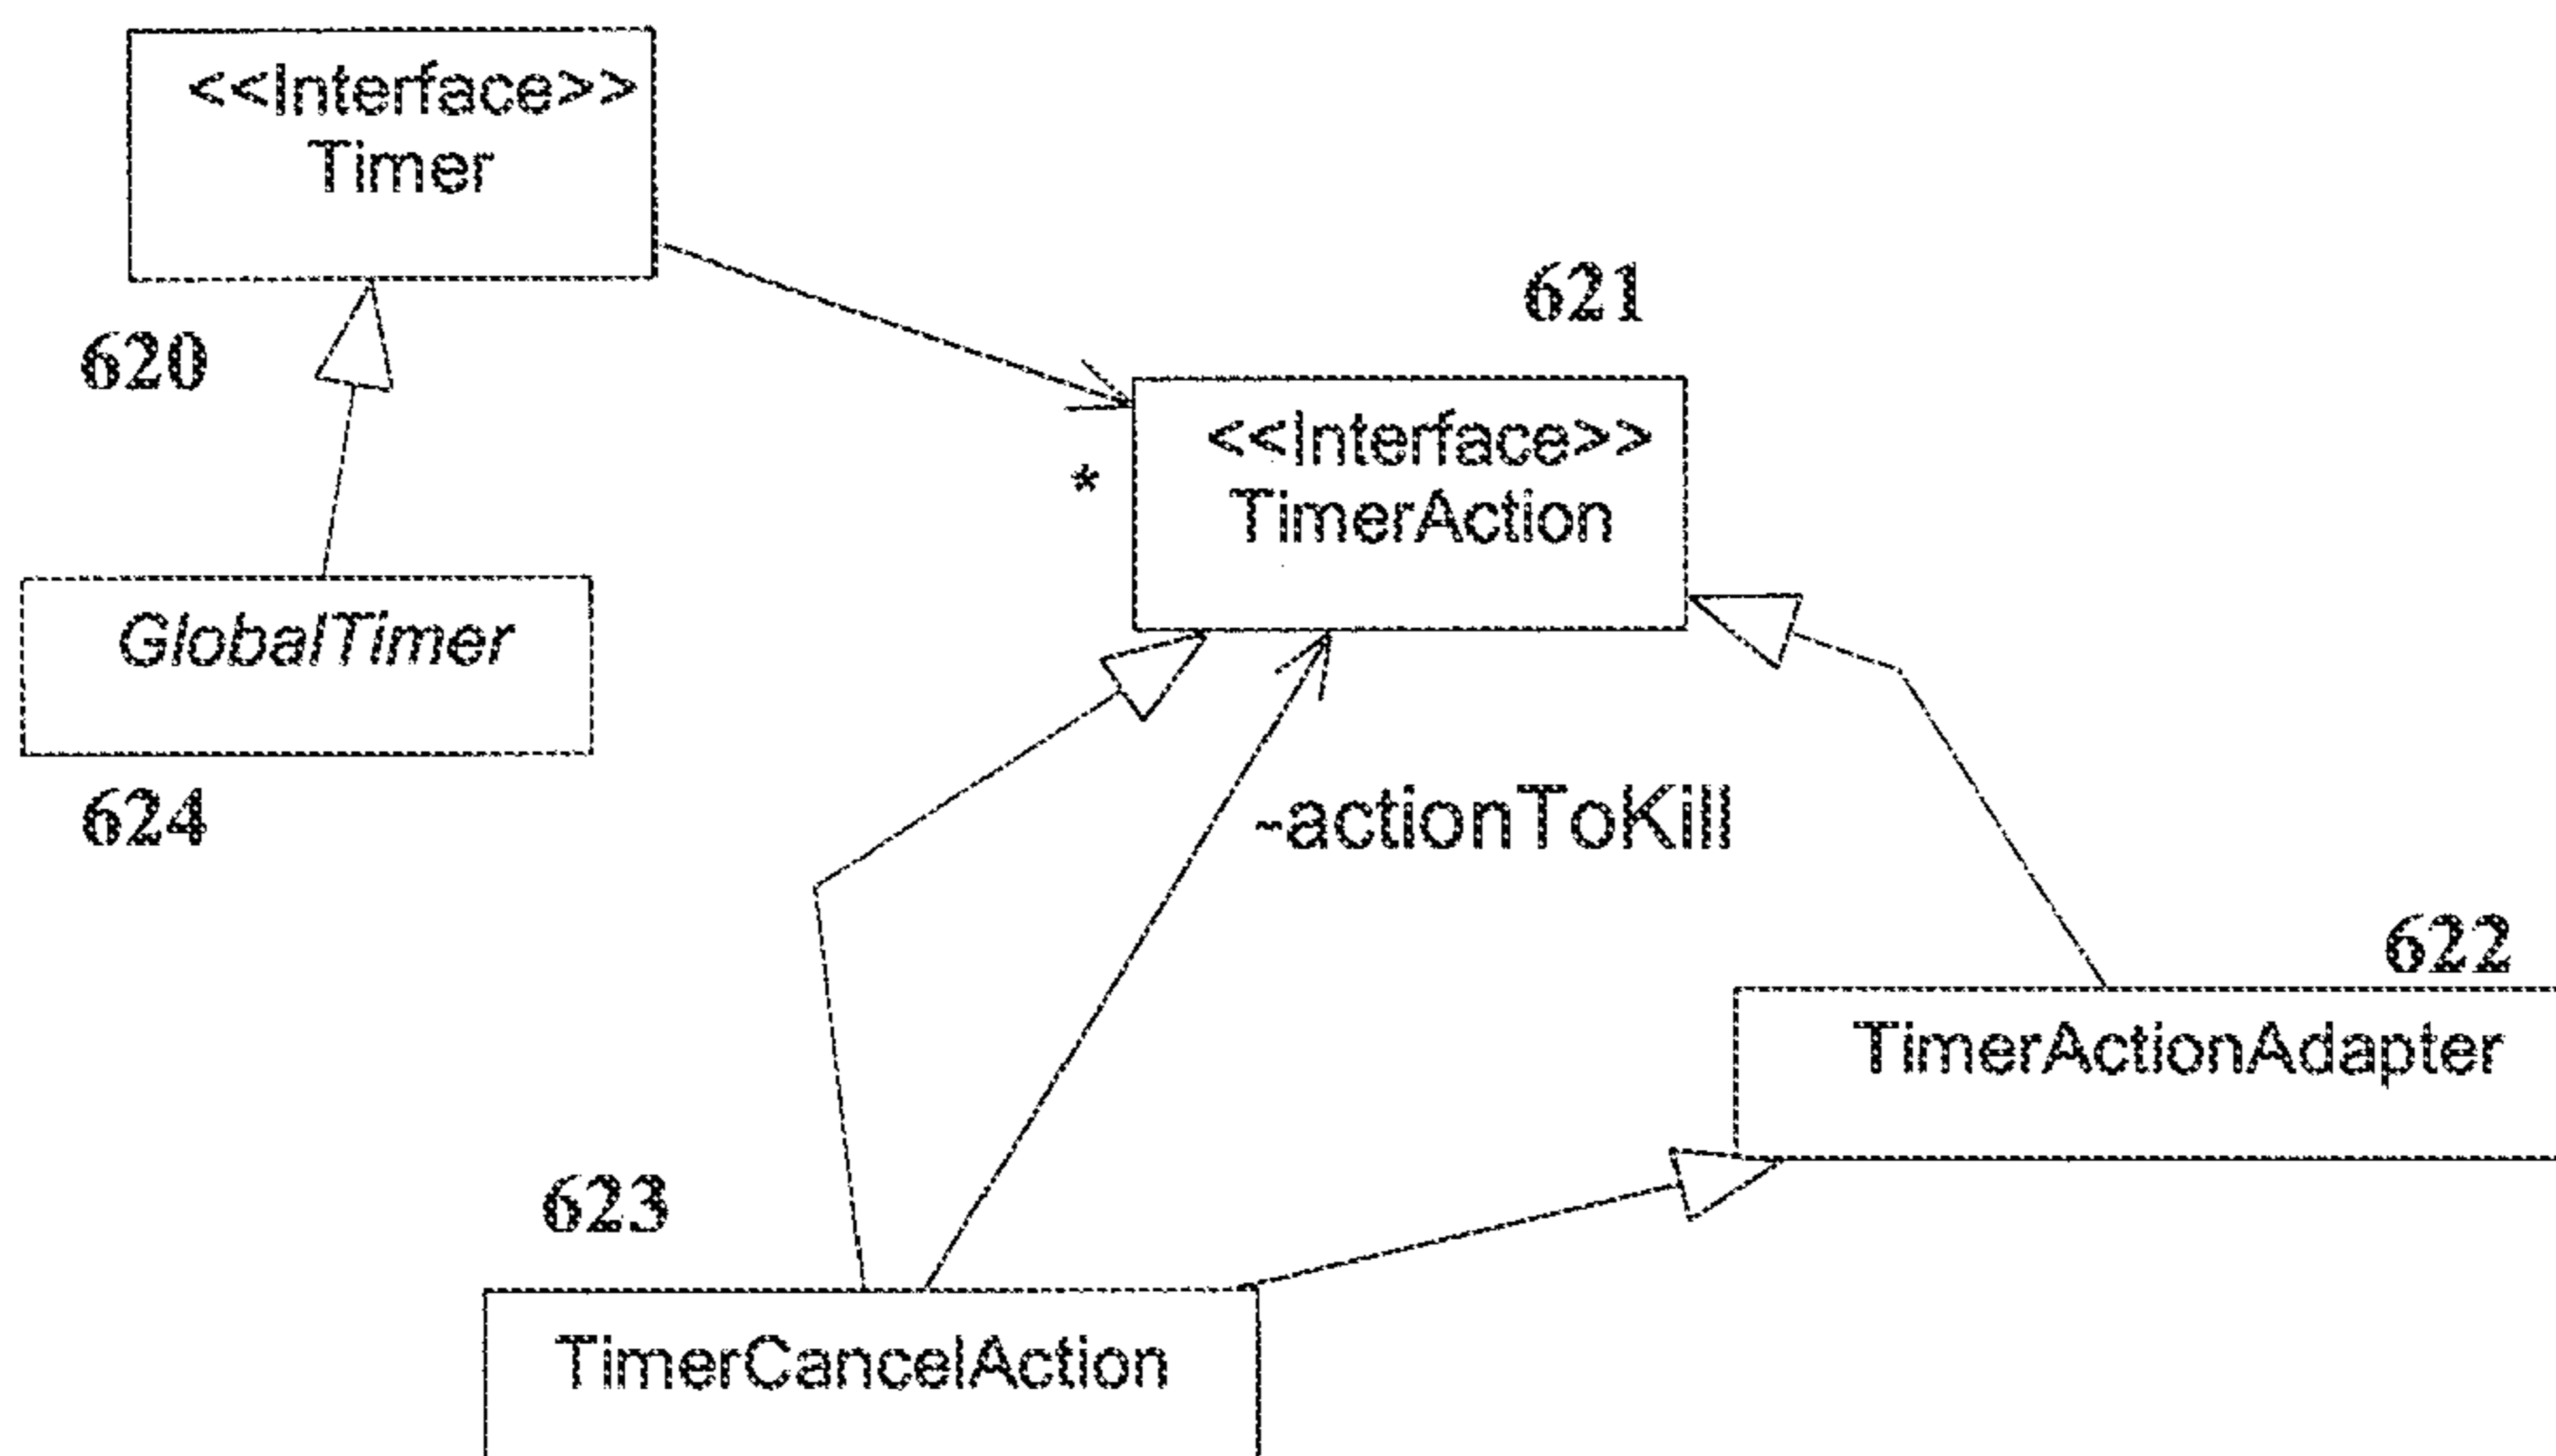 <<Interface>>
Timer
620
621
<<Interface>>
TimerAction
*
GlobalTimer
624
-actionToKill
622
TimerActionAdapter
623
TimerCancelAction